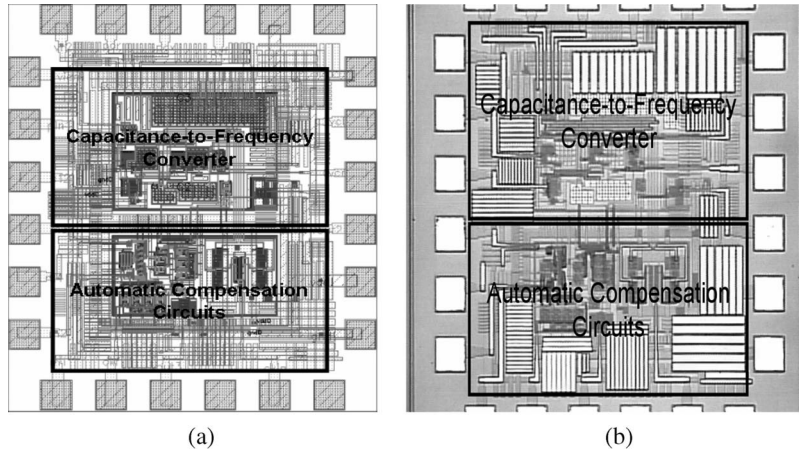 Capacitance-to-Frequency
Converter
Automatic Compensation
Circuits
(a)
Capacitance-to-Frequency
Converter
Automatic Compensation
Circuits
(b)